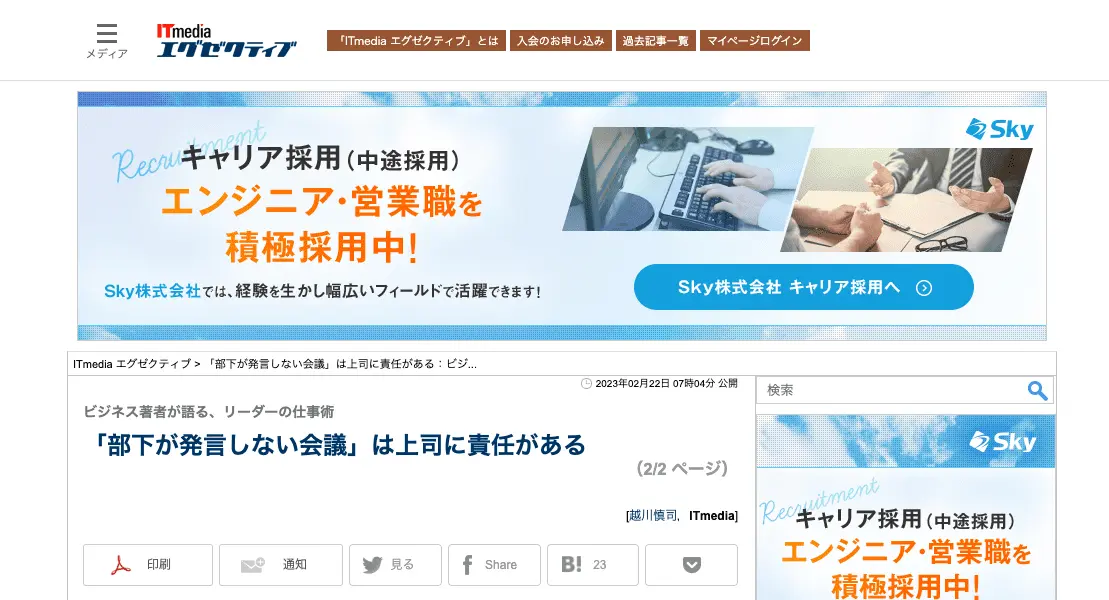 メディア
ITmedia
エグゼクティブ
「ITmedia エグゼクティブ」とは
入会のお申し込み
過去記事一覧
マイページログイン
Recruitment
キャリア採用(中途採用)
エンジニア・営業職を
積極採用中!
Sky株式会社では、経験を生かし幅広いフィールドで活躍できます!
Sky
Sky株式会社 キャリア採用へ
ITmedia エグゼクティブ > 「部下が発言しない会議」は上司に責任がある：ビジ...
2023年02月22日 07時04分 公開
ビジネス著者が語る、リーダーの仕事術
「部下が発言しない会議」は上司に責任がある
(2/2 ページ)
[越川慎司, ITmedia]
印刷
通知
見る
Share
B! 23
検索
Sky
Recruitment
キャリア採用(中途採用)
エンジニア・営業職を
積極採用中!